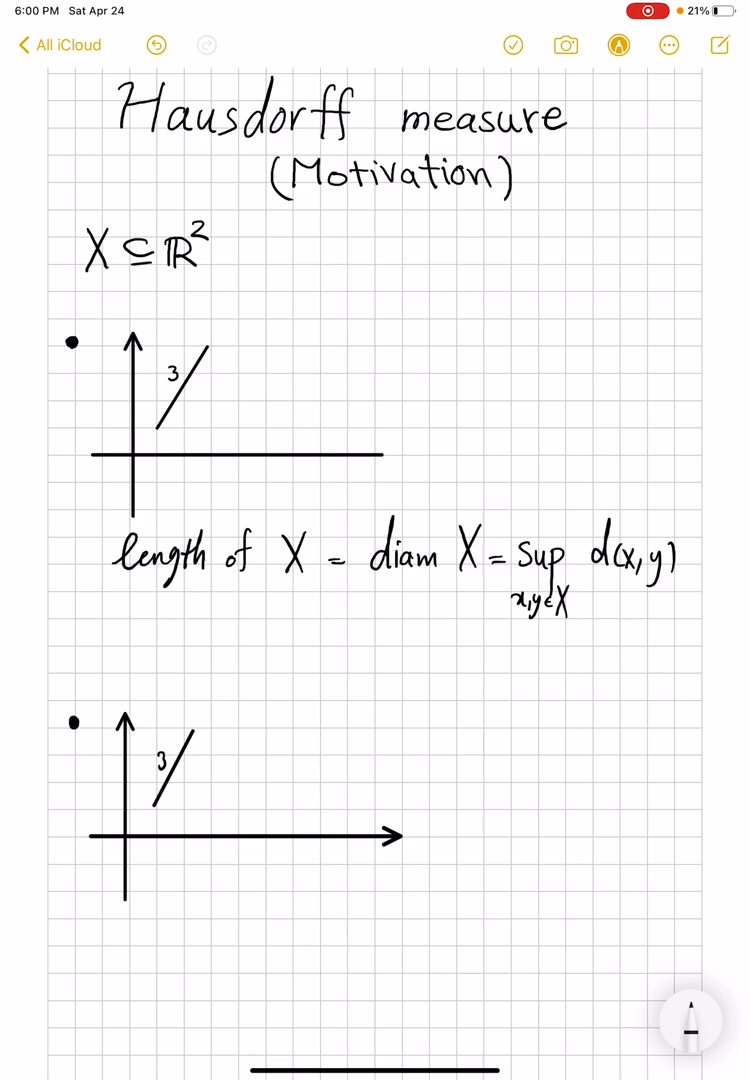 6:00 PM Sat Apr 24 21%
All iCloud
Hausdorff measure
(Motivation)
X ⊆ ℝ²
3
length of X = diam X = sup d(x,y)
x,y∈X
3